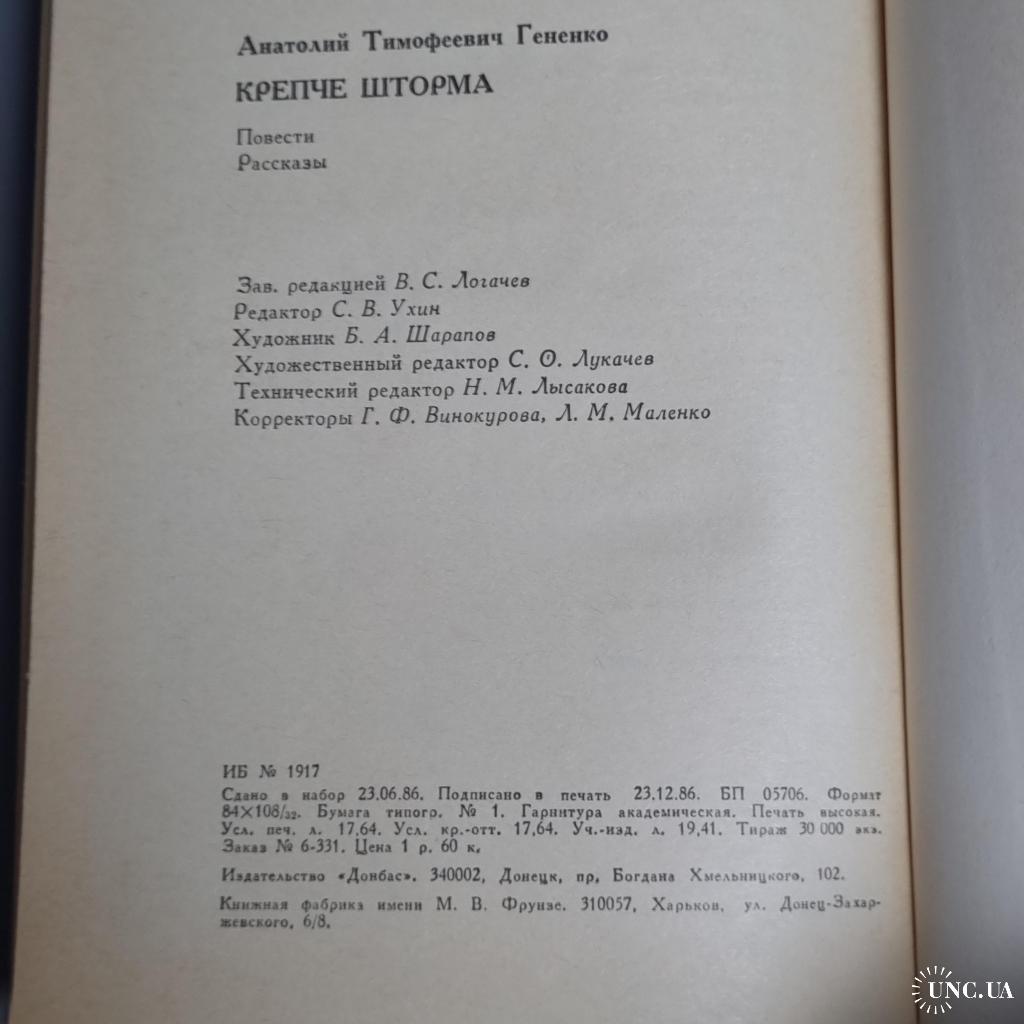 Анатолий Тимофеевич Гененко
КРЕПЧЕ ШТОРМА
Повести
Рассказы
Зав. редакцией В. С. Логачев
Редактор С. В. Ухин
Художник Б. А. Шарапов
Художественный редактор С. О. Лукачев
Технический редактор Н. М. Лысакова
Корректоры Г. Ф. Винокурова, Л. М. Маленко
ИБ № 1917
Сдано в набор 23.06.86. Подписано в печать 23.12.86. БП 05706. Формат
84×108/32. Бумага типогр. № 1. Гарнитура академическая. Печать высокая.
Усл. печ. л. 17,64. Усл. кр.-отт. 17,64. Уч.-изд. л. 19,41. Тираж 30 000 экз.
Заказ № 6-331. Цена 1 р. 60 к.
Издательство «Донбас». 340002, Донецк, пр. Богдана Хмельницкого, 102.
Книжная фабрика имени М. В. Фрунзе. 310057, Харьков, ул. Донец-Захар-
жевского, 6/8.
UNC.UA